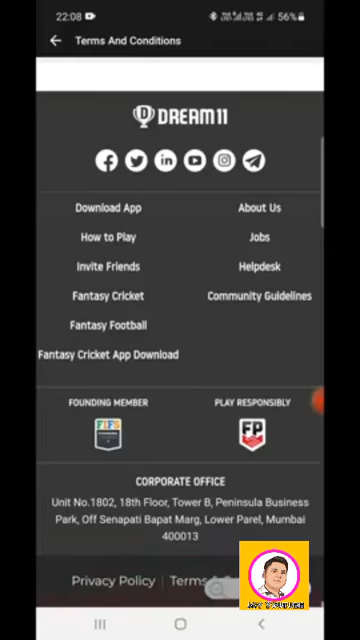 22:08 56%
Terms And Conditions
DREAM11
Download App About Us
How to Play Jobs
Invite Friends Helpdesk
Fantasy Cricket Community Guidelines
Fantasy Football
Fantasy Cricket App Download
FOUNDING MEMBER PLAY RESPONSIBLY
FIFS FP
CORPORATE OFFICE
Unit No.1802, 18th Floor, Tower B, Peninsula Business
Park, Off Senapati Bapat Marg, Lower Parel, Mumbai
400013
Privacy Policy | Terms